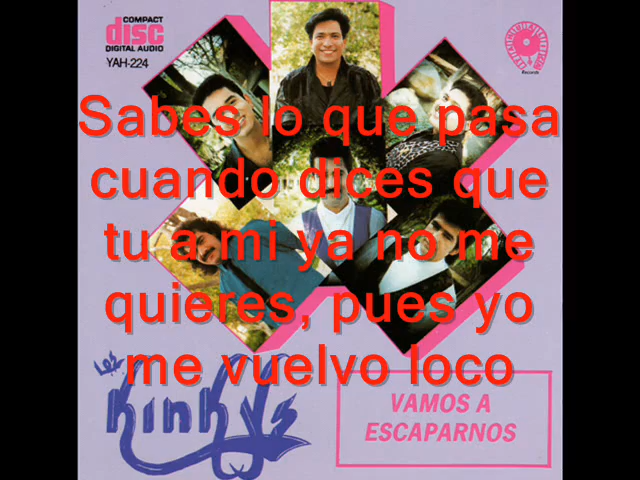 COMPACT
disc
DIGITAL AUDIO
YAH-224
Records
Sabes lo que pasa
cuando dices que
tu a mi ya no me
quieres, pues yo
me vuelvo loco
Los
Kinky's
VAMOS A
ESCAPARNOS